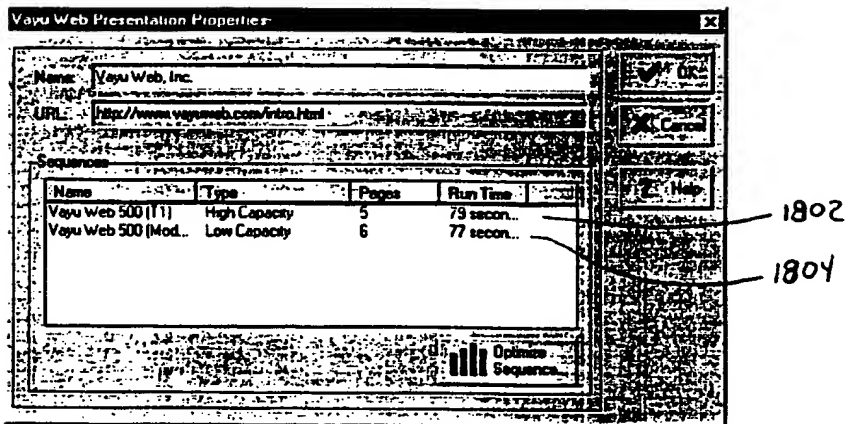 Vayu Web Presentation Properties
Name: Vayu Web, Inc.
OK
URL: http://www.vayuweb.com/intro.html
Cancel
Sequences
Help
Name Type Pages Run Time
Vayu Web 500 (T1) High Capacity 5 79 secon... 1802
Vayu Web 500 (Mod... Low Capacity 6 77 secon... 1804
Optimize
Sequence...